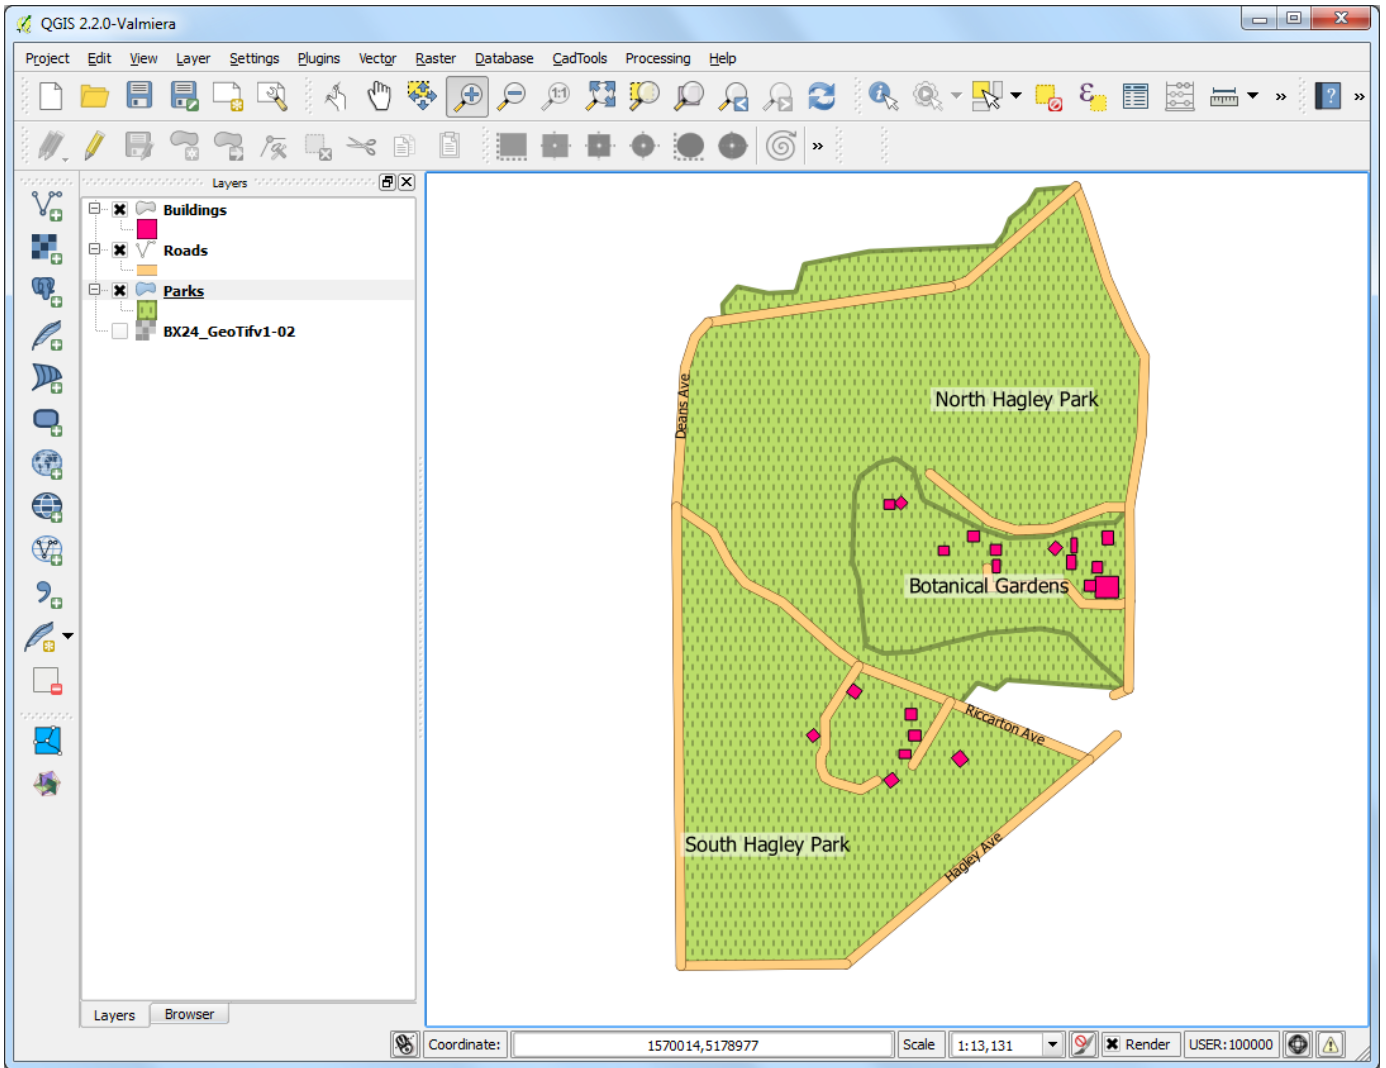 QGIS 2.2.0-Valmiera
Project Edit View Layer Settings Plugins Vector Raster Database CadTools Processing Help
1:1
ε
?
»
»
»
Layers
Buildings
Roads
Parks
BX24_GeoTifv1-02
North Hagley Park
Deans Ave
Botanical Gardens
Riccarton Ave
South Hagley Park
Hagley Ave
Layers Browser
Coordinate: 1570014,5178977 Scale 1:13,131 Render USER:100000